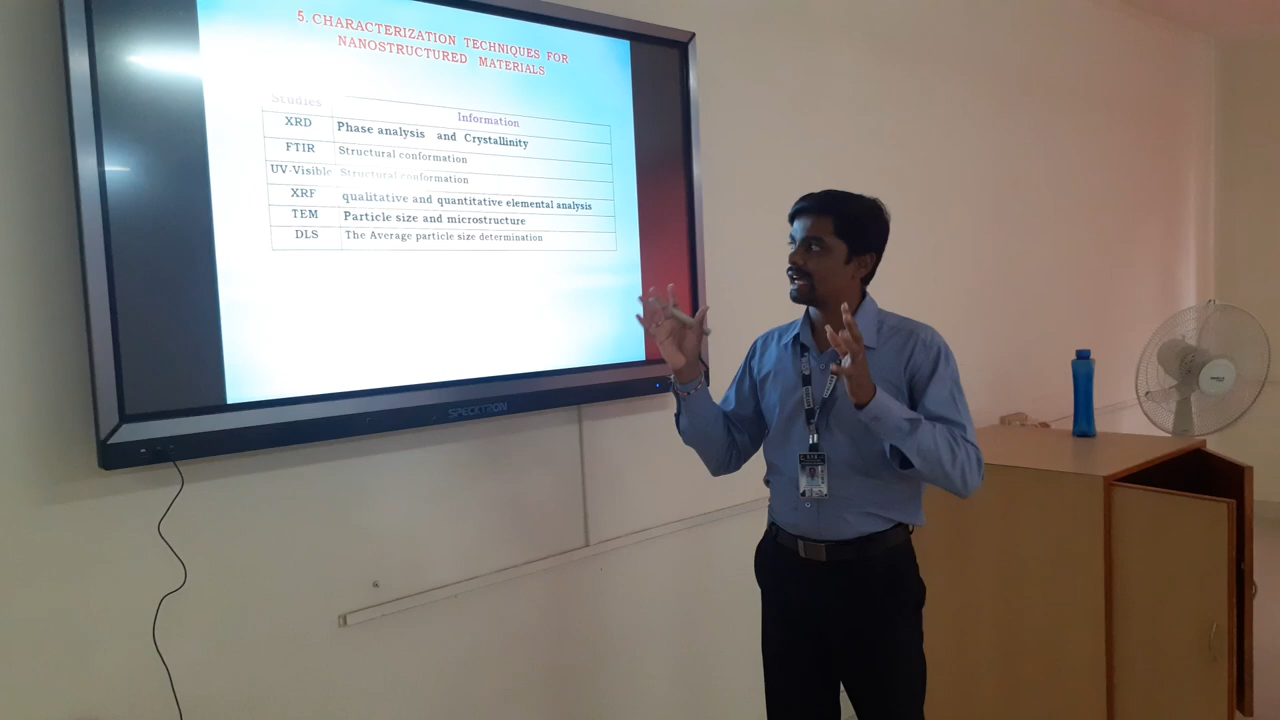 5. CHARACTERIZATION TECHNIQUES FOR
NANOSTRUCTURED MATERIALS
Studies Information
XRD Phase analysis and Crystallinity
FTIR Structural conformation
UV-Visible Structural conformation
XRF qualitative and quantitative elemental analysis
TEM Particle size and microstructure
DLS The Average particle size determination
SPECKTRON